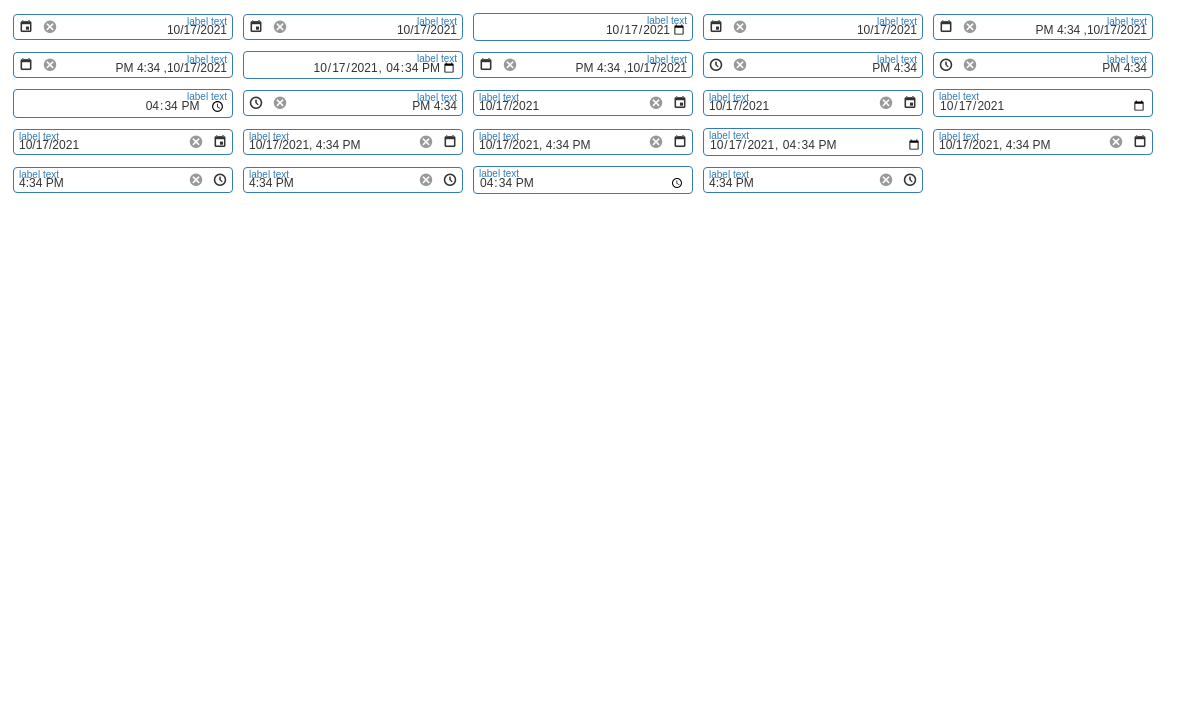 label text label text label text label text label text
10/17/2021 10/17/2021 10/17/2021 10/17/2021 PM 4:34 ,10/17/2021
label text label text label text label text label text
PM 4:34 ,10/17/2021 10/17/2021, 04:34 PM PM 4:34 ,10/17/2021 PM 4:34 PM 4:34
label text label text label text label text label text
04:34 PM PM 4:34 10/17/2021 10/17/2021 10/17/2021
label text label text label text label text label text
10/17/2021 10/17/2021, 4:34 PM 10/17/2021, 4:34 PM 10/17/2021, 04:34 PM 10/17/2021, 4:34 PM
label text label text label text label text
4:34 PM 4:34 PM 04:34 PM 4:34 PM